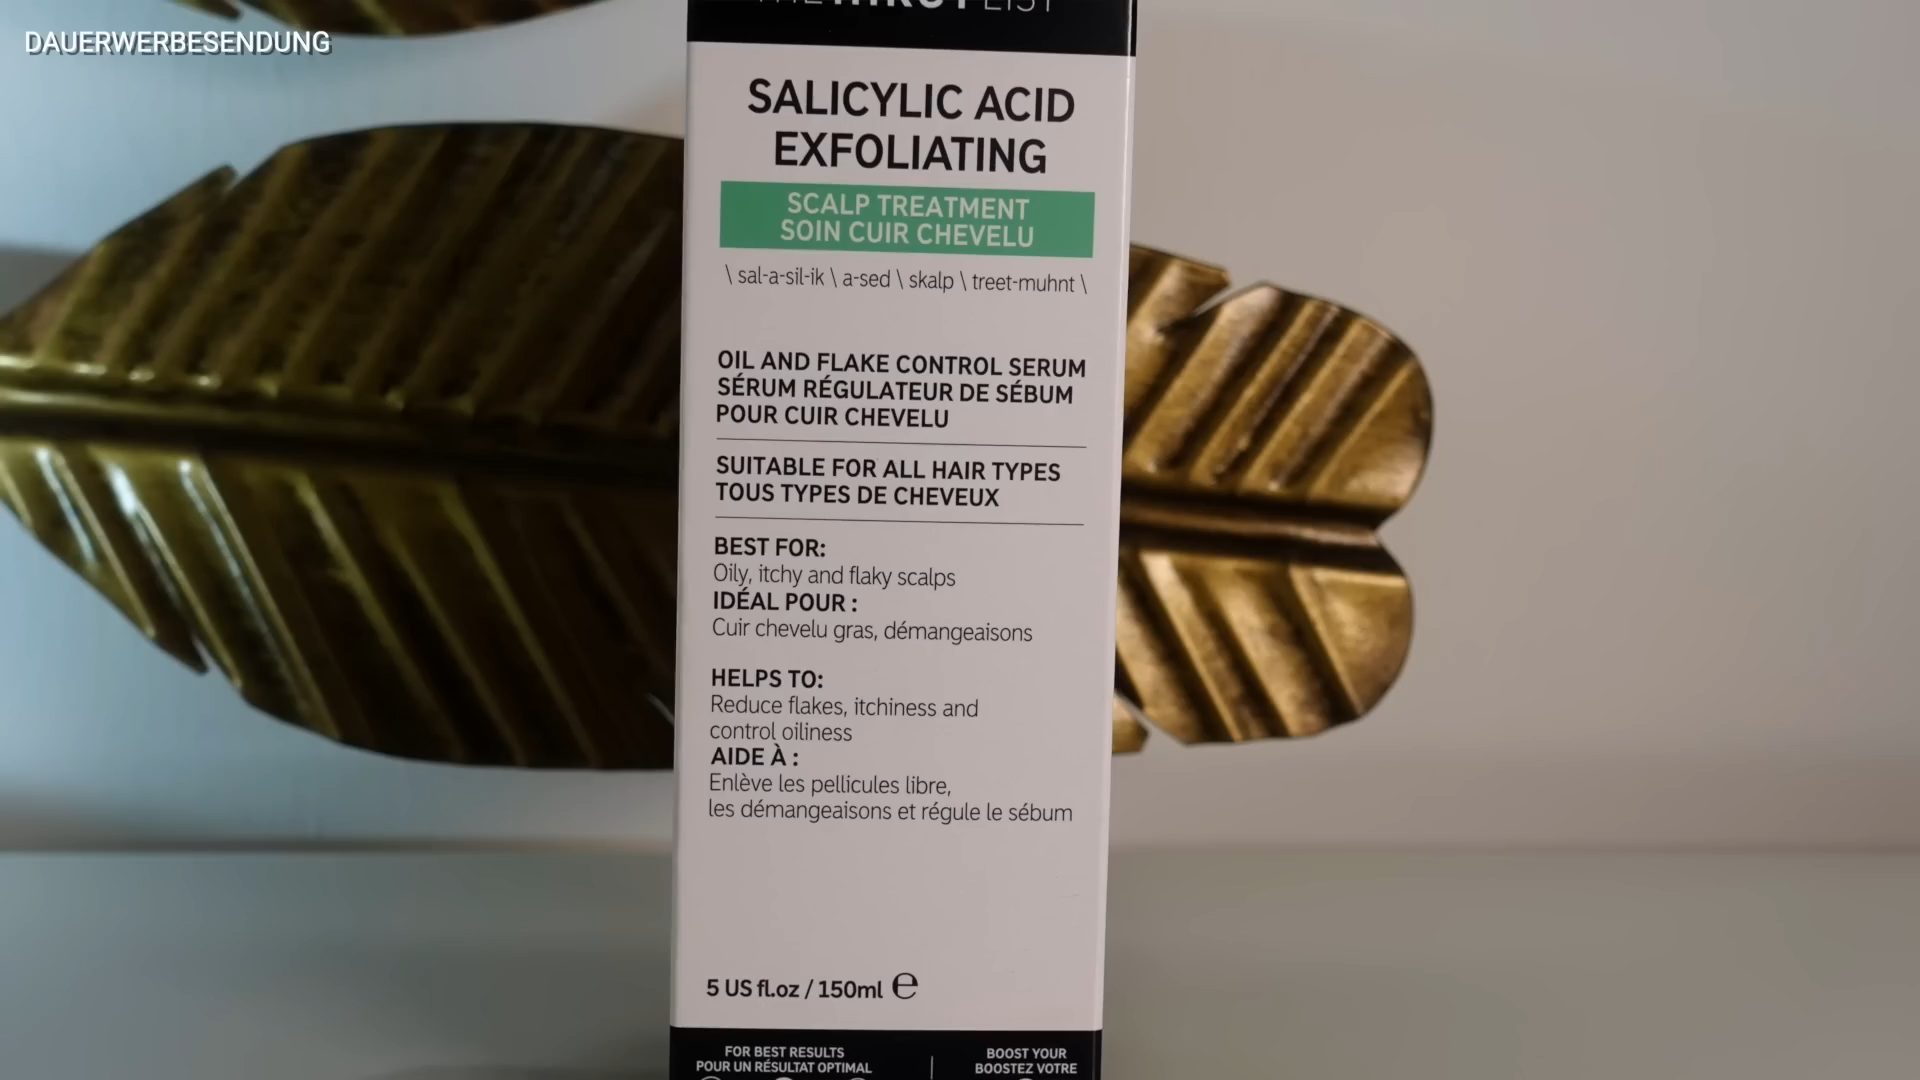 DAUERWERBESENDUNG
SALICYLIC ACID
EXFOLIATING
SCALP TREATMENT
SOIN CUIR CHEVELU
\ sal-a-sil-ik \ a-sed \ skalp \ treet-muhnt \
OIL AND FLAKE CONTROL SERUM
SÉRUM RÉGULATEUR DE SÉBUM
POUR CUIR CHEVELU
SUITABLE FOR ALL HAIR TYPES
TOUS TYPES DE CHEVEUX
BEST FOR:
Oily, itchy and flaky scalps
IDÉAL POUR :
Cuir chevelu gras, démangeaisons
HELPS TO:
Reduce flakes, itchiness and
control oiliness
AIDE À :
Enlève les pellicules libre,
les démangeaisons et régule le sébum
5 US fl.oz / 150ml ℮
FOR BEST RESULTS
POUR UN RÉSULTAT OPTIMAL
BOOST YOUR
BOOSTEZ VOTRE